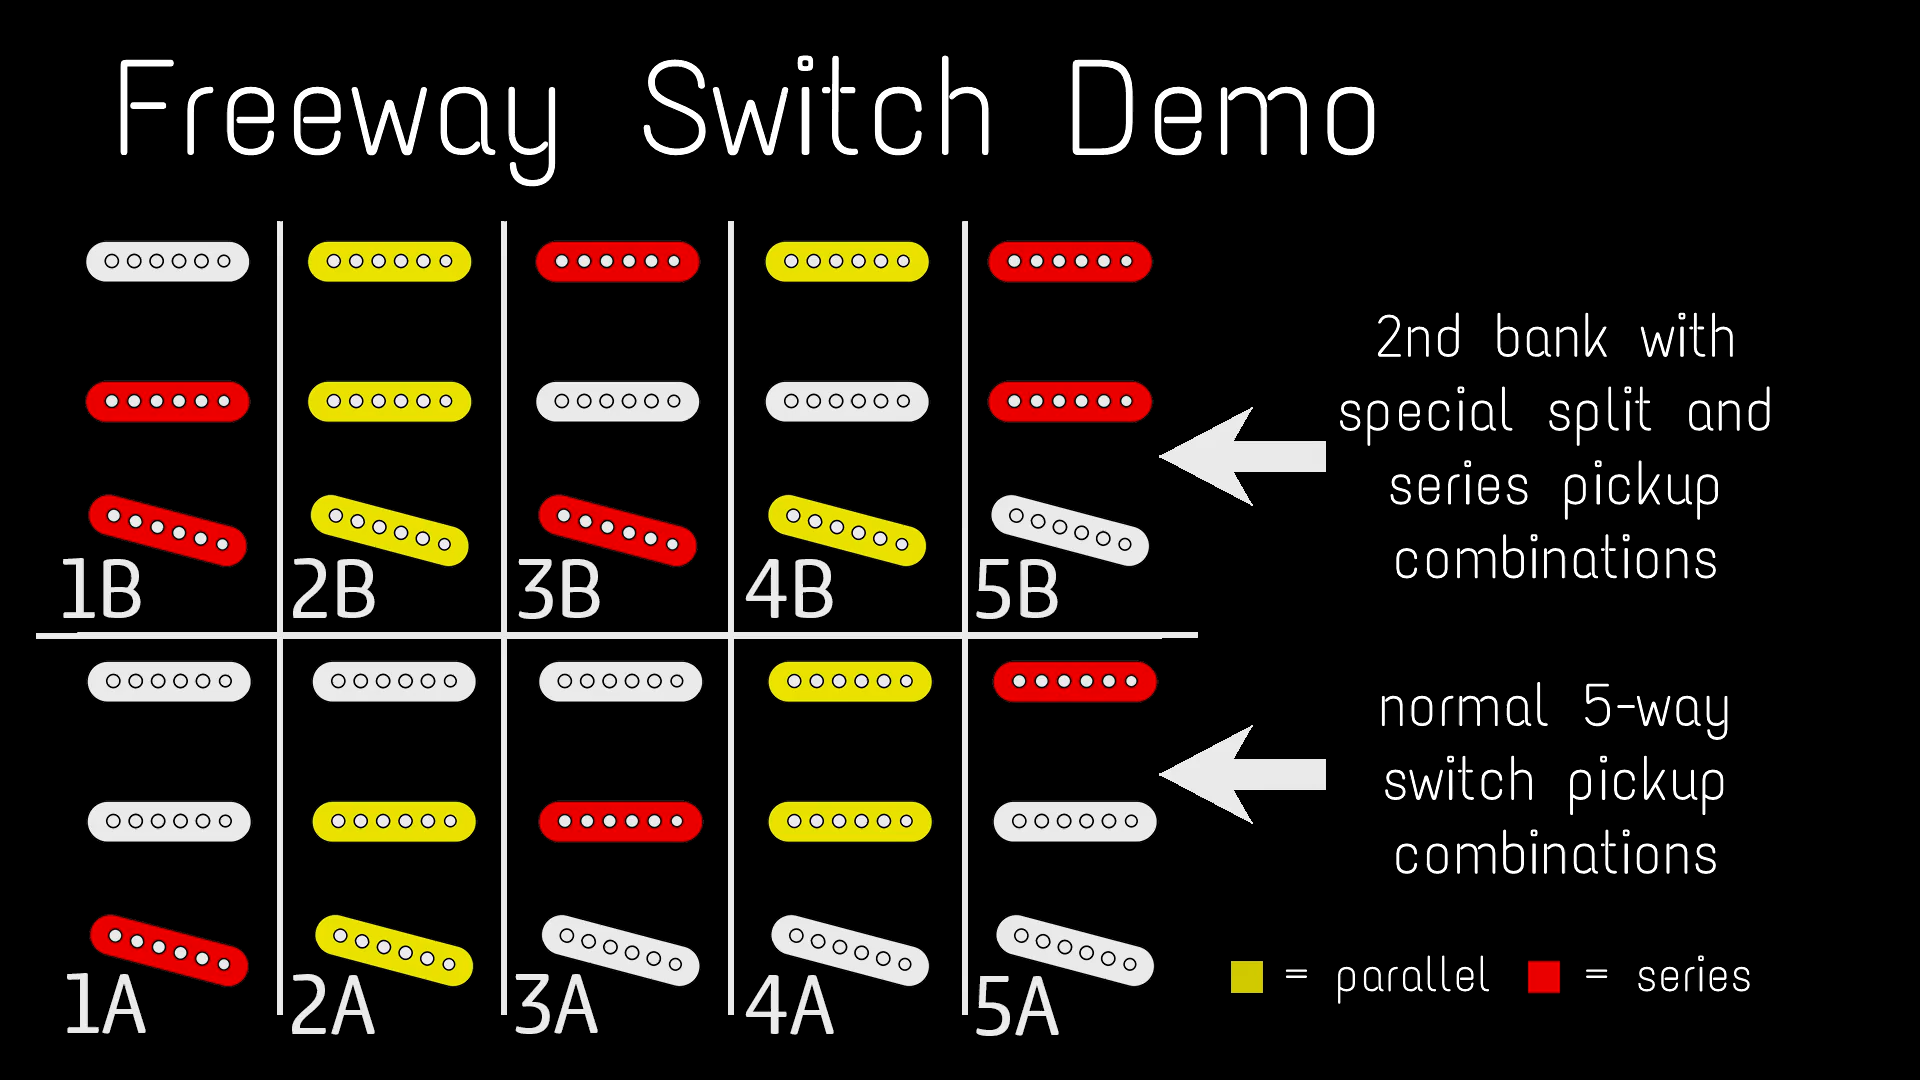 Freeway Switch Demo
1B 2B 3B 4B 5B
2nd bank with
special split and
series pickup
combinations
1A 2A 3A 4A 5A
normal 5-way
switch pickup
combinations
= parallel = series